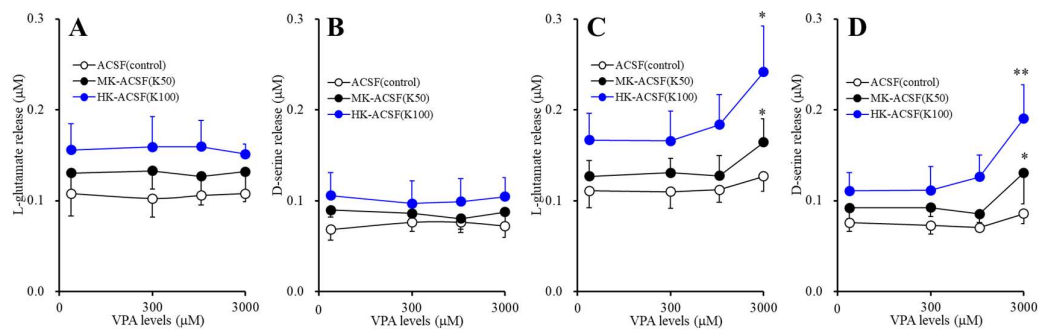 A
0.3
0.2
0.1
0.0
L-glutamate release (μM)
ACSF(control)
MK-ACSF(K50)
HK-ACSF(K100)
0
300
3000
VPA levels (μM)
B
0.3
0.2
0.1
0.0
D-serine release (μM)
ACSF(control)
MK-ACSF(K50)
HK-ACSF(K100)
0
300
3000
VPA levels (μM)
C
0.3
0.2
0.1
0.0
L-glutamate release (μM)
ACSF(control)
MK-ACSF(K50)
HK-ACSF(K100)
*
*
0
300
3000
VPA levels (μM)
D
0.3
0.2
0.1
0.0
D-serine release (μM)
ACSF(control)
MK-ACSF(K50)
HK-ACSF(K100)
**
*
0
300
3000
VPA levels (μM)